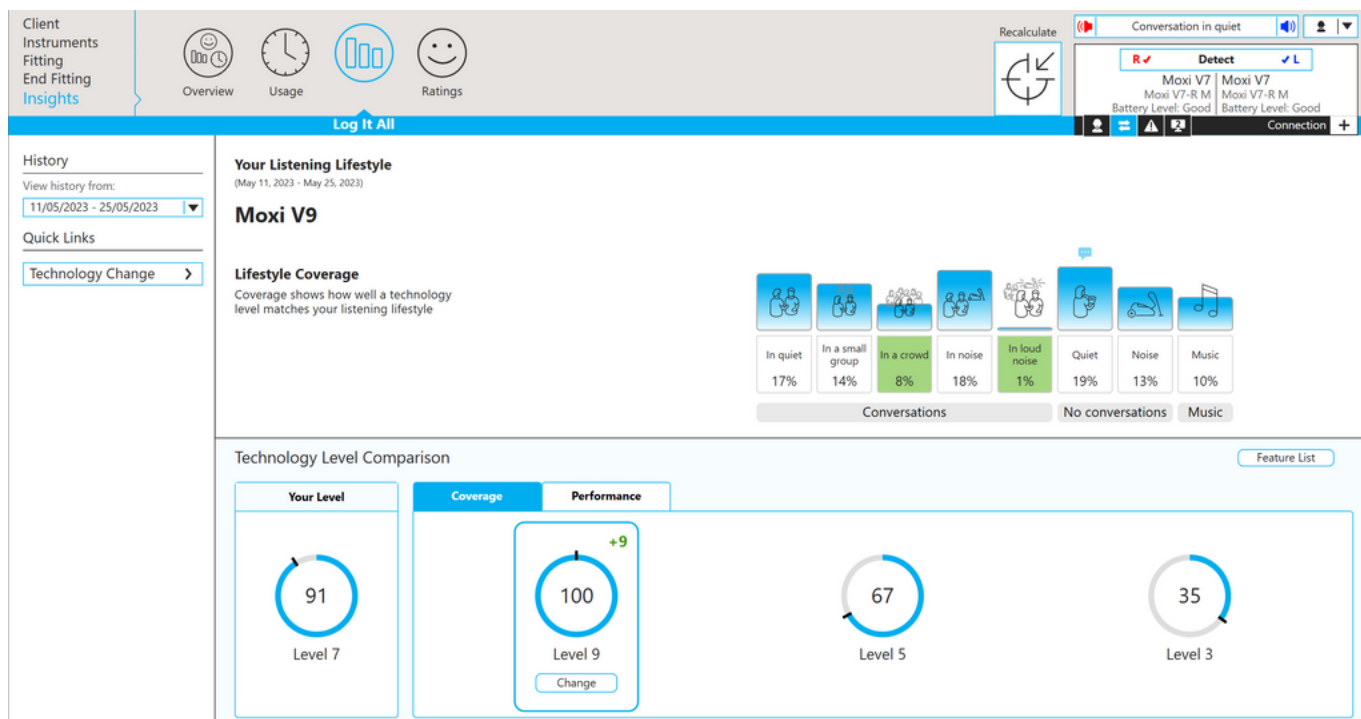 Client
Instruments
Fitting
End Fitting
Insights
Overview
Usage
Ratings
Log It All
Recalculate
Conversation in quiet
R✔ Detect ✔L
Moxi V7 | Moxi V7
Moxi V7-R M | Moxi V7-R M
Battery Level: Good | Battery Level: Good
2
Connection +
History
View history from:
11/05/2023 - 25/05/2023
Quick Links
Technology Change
Your Listening Lifestyle
(May 11, 2023 - May 25, 2023)
Moxi V9
Lifestyle Coverage
Coverage shows how well a technology
level matches your listening lifestyle
In quiet
17%
In a small
group
14%
In a crowd
8%
In noise
18%
In loud
noise
1%
Quiet
19%
Noise
13%
Music
10%
Conversations
No conversations
Music
Technology Level Comparison
Feature List
Your Level
Coverage
Performance
91
Level 7
+9
100
Level 9
Change
67
Level 5
35
Level 3